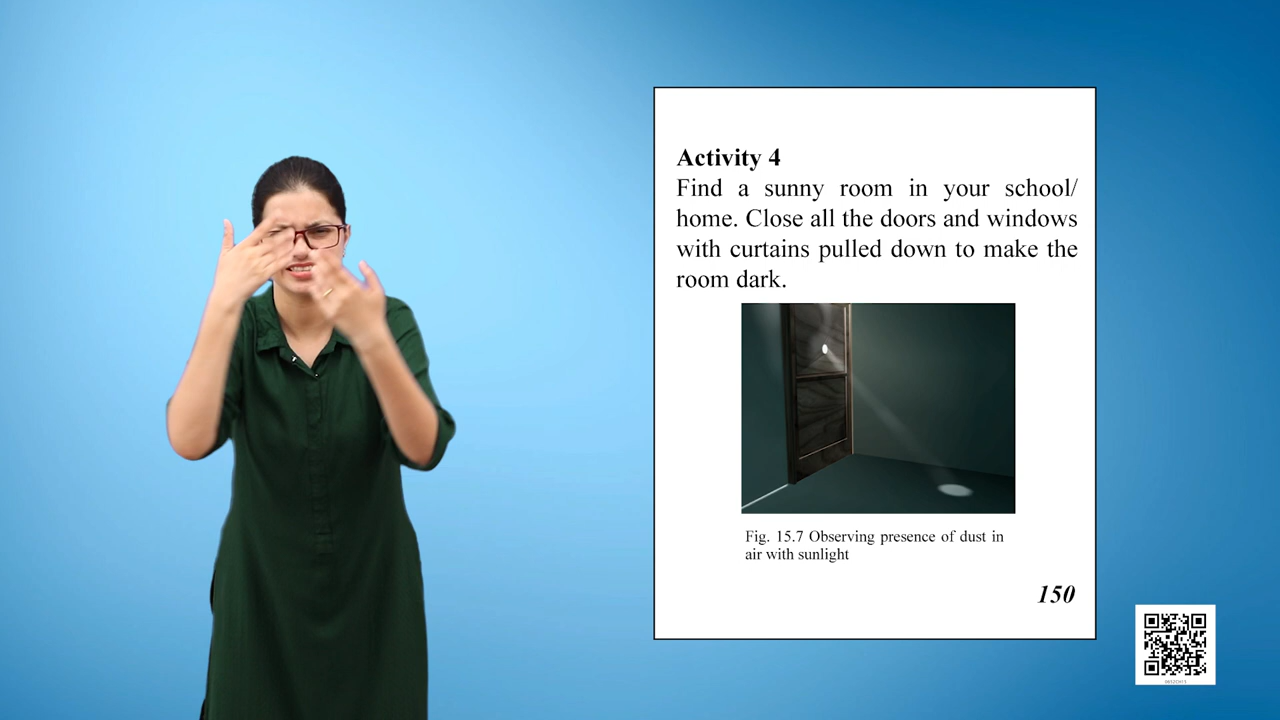 Activity 4
Find a sunny room in your school/
home. Close all the doors and windows
with curtains pulled down to make the
room dark.
Fig. 15.7 Observing presence of dust in
air with sunlight
150